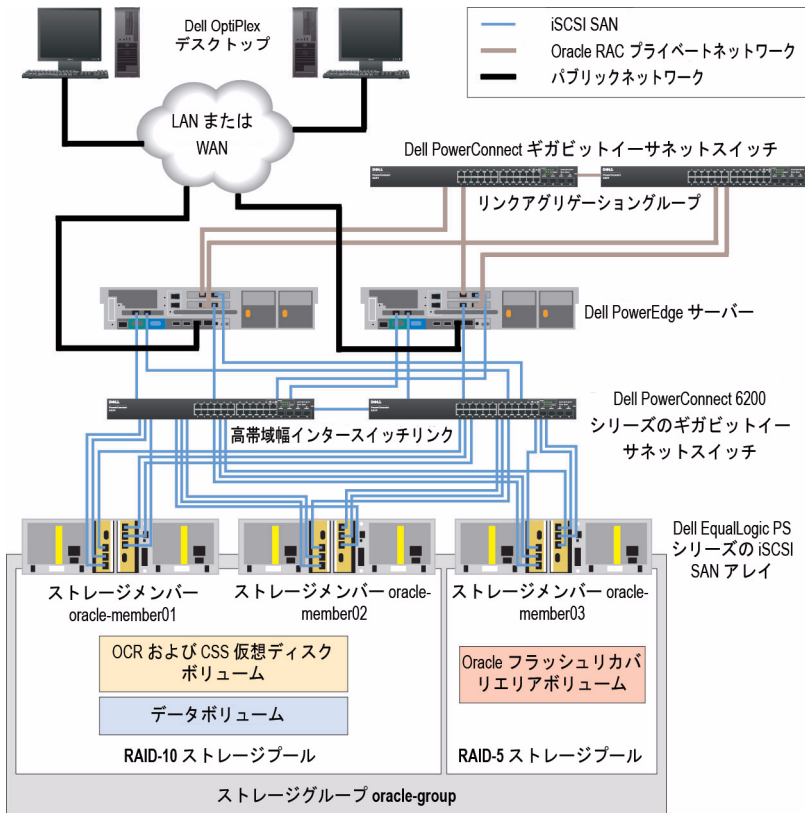 Dell OptiPlex
デスクトップ
iSCSI SAN
Oracle RAC プライベートネットワーク
パブリックネットワーク
LAN または
WAN
Dell PowerConnect ギガビットイーサネットスイッチ
リンクアグリゲーショングループ
Dell PowerEdge サーバー
Dell PowerConnect 6200
シリーズのギガビットイー
サネットスイッチ
高帯域幅インタースイッチリンク
Dell EqualLogic PS
シリーズの iSCSI
SAN アレイ
ストレージメンバー
oracle-member01
ストレージメンバー oracle-
member02
ストレージメンバー oracle-
member03
OCR および CSS 仮想ディスク
ボリューム
データボリューム
RAID-10 ストレージプール
Oracle フラッシュリカバ
リエリアボリューム
RAID-5 ストレージプール
ストレージグループ oracle-group